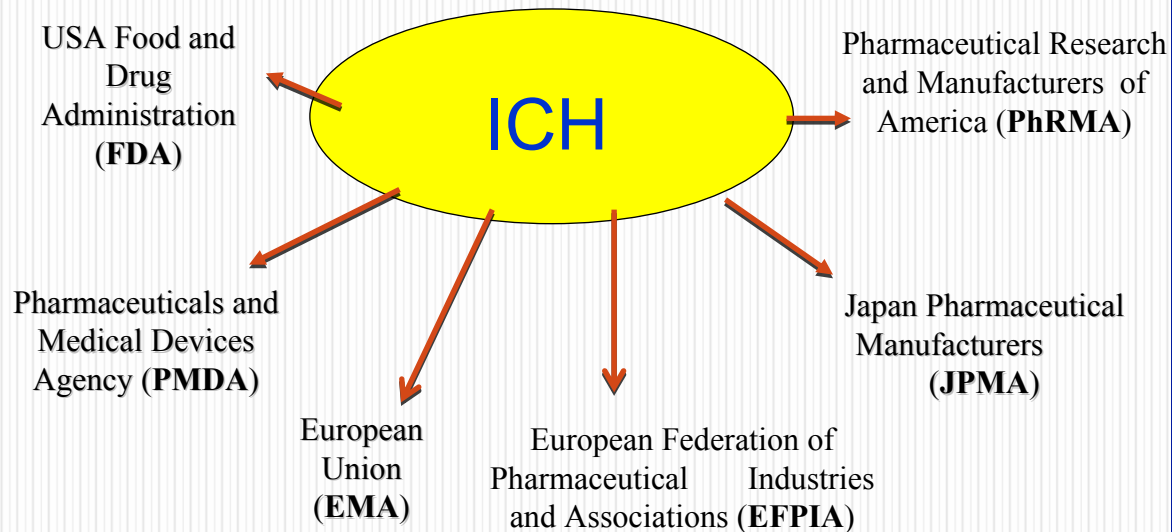 USA Food and
Drug
Administration
(FDA)
ICH
Pharmaceutical Research
and Manufacturers of
America (PhRMA)
Pharmaceuticals and
Medical Devices
Agency (PMDA)
European
Union
(EMA)
European Federation of
Pharmaceutical Industries
and Associations (EFPIA)
Japan Pharmaceutical
Manufacturers
(JPMA)